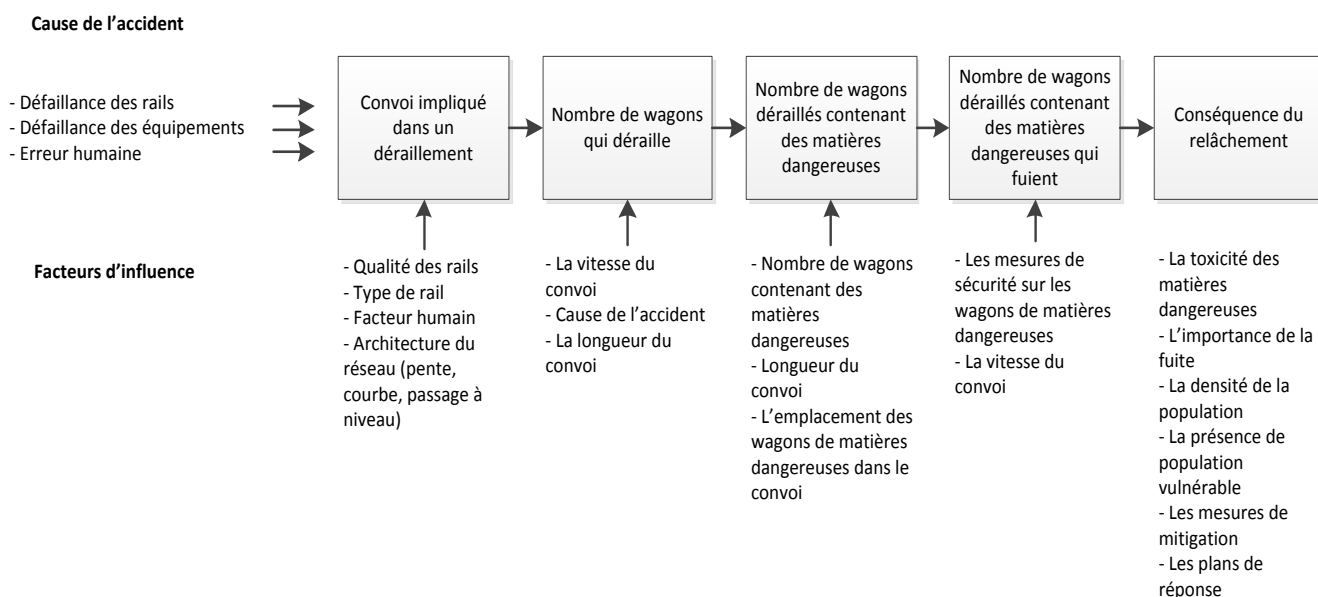 Cause de l'accident
- Défaillance des rails
- Défaillance des équipements
- Erreur humaine
Convoi impliqué
dans un
déraillement
Nombre de wagons
qui déraille
Nombre de wagons
déraillés contenant
des matières
dangereuses
Nombre de wagons
déraillés contenant
des matières
dangereuses qui
fuient
Conséquence du
relâchement
Facteurs d'influence
- Qualité des rails
- Type de rail
- Facteur humain
- Architecture du
réseau (pente,
courbe, passage à
niveau)
- La vitesse du
convoi
- Cause de l'accident
- La longueur du
convoi
- Nombre de wagons
contenant des
matières
dangereuses
- Longueur du
convoi
- L'emplacement des
wagons de matières
dangereuses dans le
convoi
- Les mesures de
sécurité sur les
wagons de matières
dangereuses
- La vitesse du
convoi
- La toxicité des
matières
dangereuses
- L'importance de la
fuite
- La densité de la
population
- La présence de
population
vulnérable
- Les mesures de
mitigation
- Les plans de
réponse